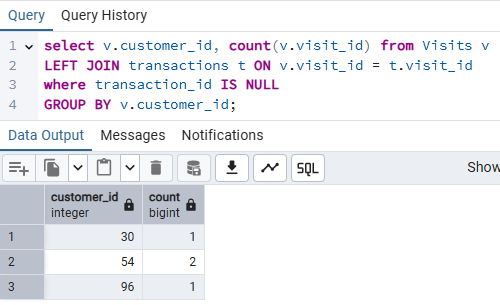 Query Query History
1 select v.customer_id, count(v.visit_id) from Visits v
2 LEFT JOIN transactions t ON v.visit_id = t.visit_id
3 where transaction_id IS NULL
4 GROUP BY v.customer_id;
Data Output Messages Notifications
SQL Show
customer_id count
integer bigint
1 30 1
2 54 2
3 96 1